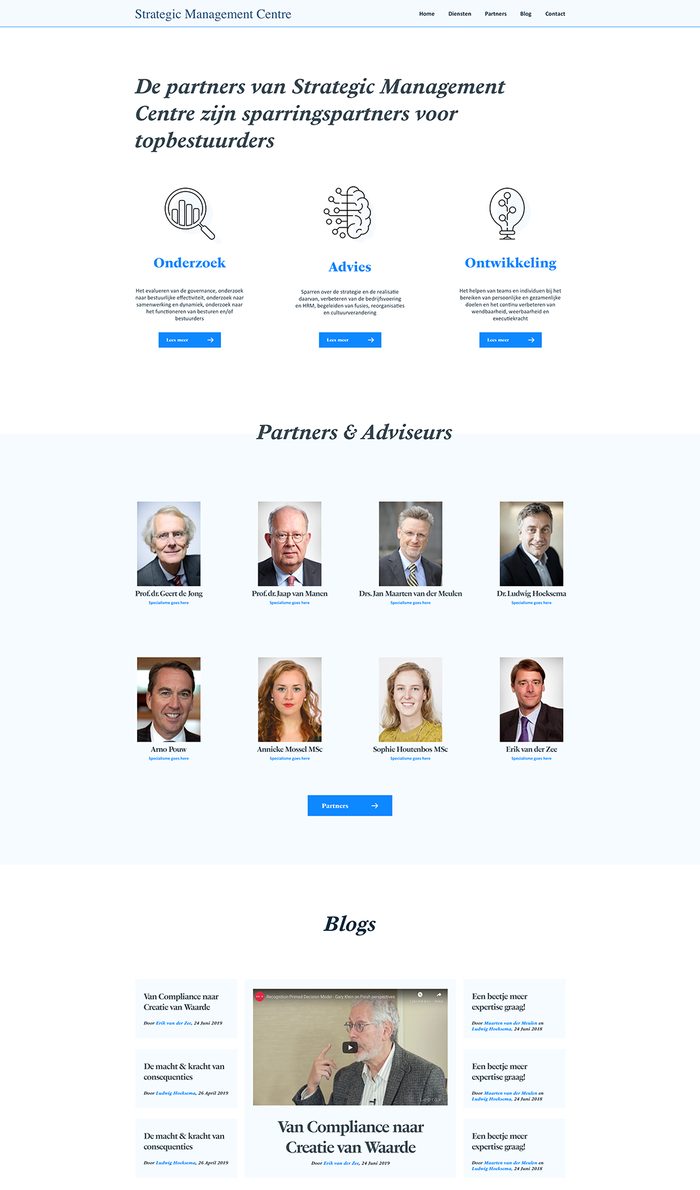 Strategic Management Centre
Home Diensten Partners Blog Contact
De partners van Strategic Management
Centre zijn sparringspartners voor
topbestuurders
Onderzoek
Het evalueren van de governance, onderzoek
naar bestuurlijke effectiviteit, onderzoek naar
samenwerking en dynamiek, onderzoek naar
het functioneren van besturen en/of
bestuurders
Lees meer
Advies
Sparren over de strategie en de realisatie
daarvan, verbeteren van de bedrijfsvoering
en HRM, begeleiden van fusies, reorganisaties
en cultuurverandering
Lees meer
Ontwikkeling
Het helpen van teams en individuen bij het
bereiken van persoonlijke en gezamenlijke
doelen en het continu verbeteren van
wendbaarheid, weerbaarheid en
executiekracht
Lees meer
Partners & Adviseurs
Prof. dr. Geert de Jong
Specialisme goes here
Prof. dr. Jaap van Manen
Specialisme goes here
Drs. Jan Maarten van der Meulen
Specialisme goes here
Dr. Ludwig Hoeksema
Specialisme goes here
Arno Pouw
Specialisme goes here
Annieke Mossel MSc
Specialisme goes here
Sophie Houtenbos MSc
Specialisme goes here
Erik van der Zee
Specialisme goes here
Partners
Blogs
Van Compliance naar
Creatie van Waarde
Door Erik van der Zee, 24 Juni 2019
De macht & kracht van
consequenties
Door Ludwig Hoeksema, 26 April 2019
De macht & kracht van
consequenties
Door Ludwig Hoeksema, 26 April 2019
Recognition Primed Decision Model - Gary Klein on Fresh perspectives
Van Compliance naar
Creatie van Waarde
Door Erik van der Zee, 24 Juni 2019
Een beetje meer
expertise graag!
Door Maarten van der Meulen en
Ludwig Hoeksema, 24 Juni 2018
Een beetje meer
expertise graag!
Door Maarten van der Meulen en
Ludwig Hoeksema, 24 Juni 2018
Een beetje meer
expertise graag!
Door Maarten van der Meulen en
Ludwig Hoeksema, 24 Juni 2018